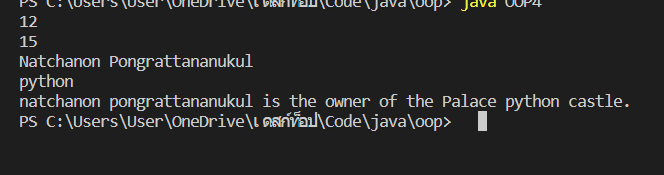 PS C:\Users\User\OneDrive\เดสก์ท็อป\Code\java\oop> java OOP4
12
15
Natchanon Pongrattananukul
python
natchanon pongrattananukul is the owner of the Palace python castle.
PS C:\Users\User\OneDrive\เดสก์ท็อป\Code\java\oop>